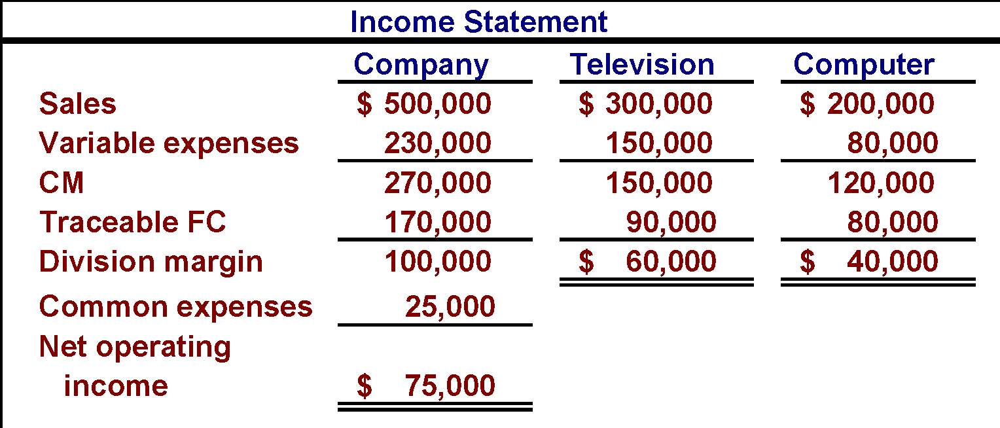 Income Statement
Company Television Computer
Sales $ 500,000 $ 300,000 $ 200,000
Variable expenses 230,000 150,000 80,000
CM 270,000 150,000 120,000
Traceable FC 170,000 90,000 80,000
Division margin 100,000 $ 60,000 $ 40,000
Common expenses 25,000
Net operating
income $ 75,000